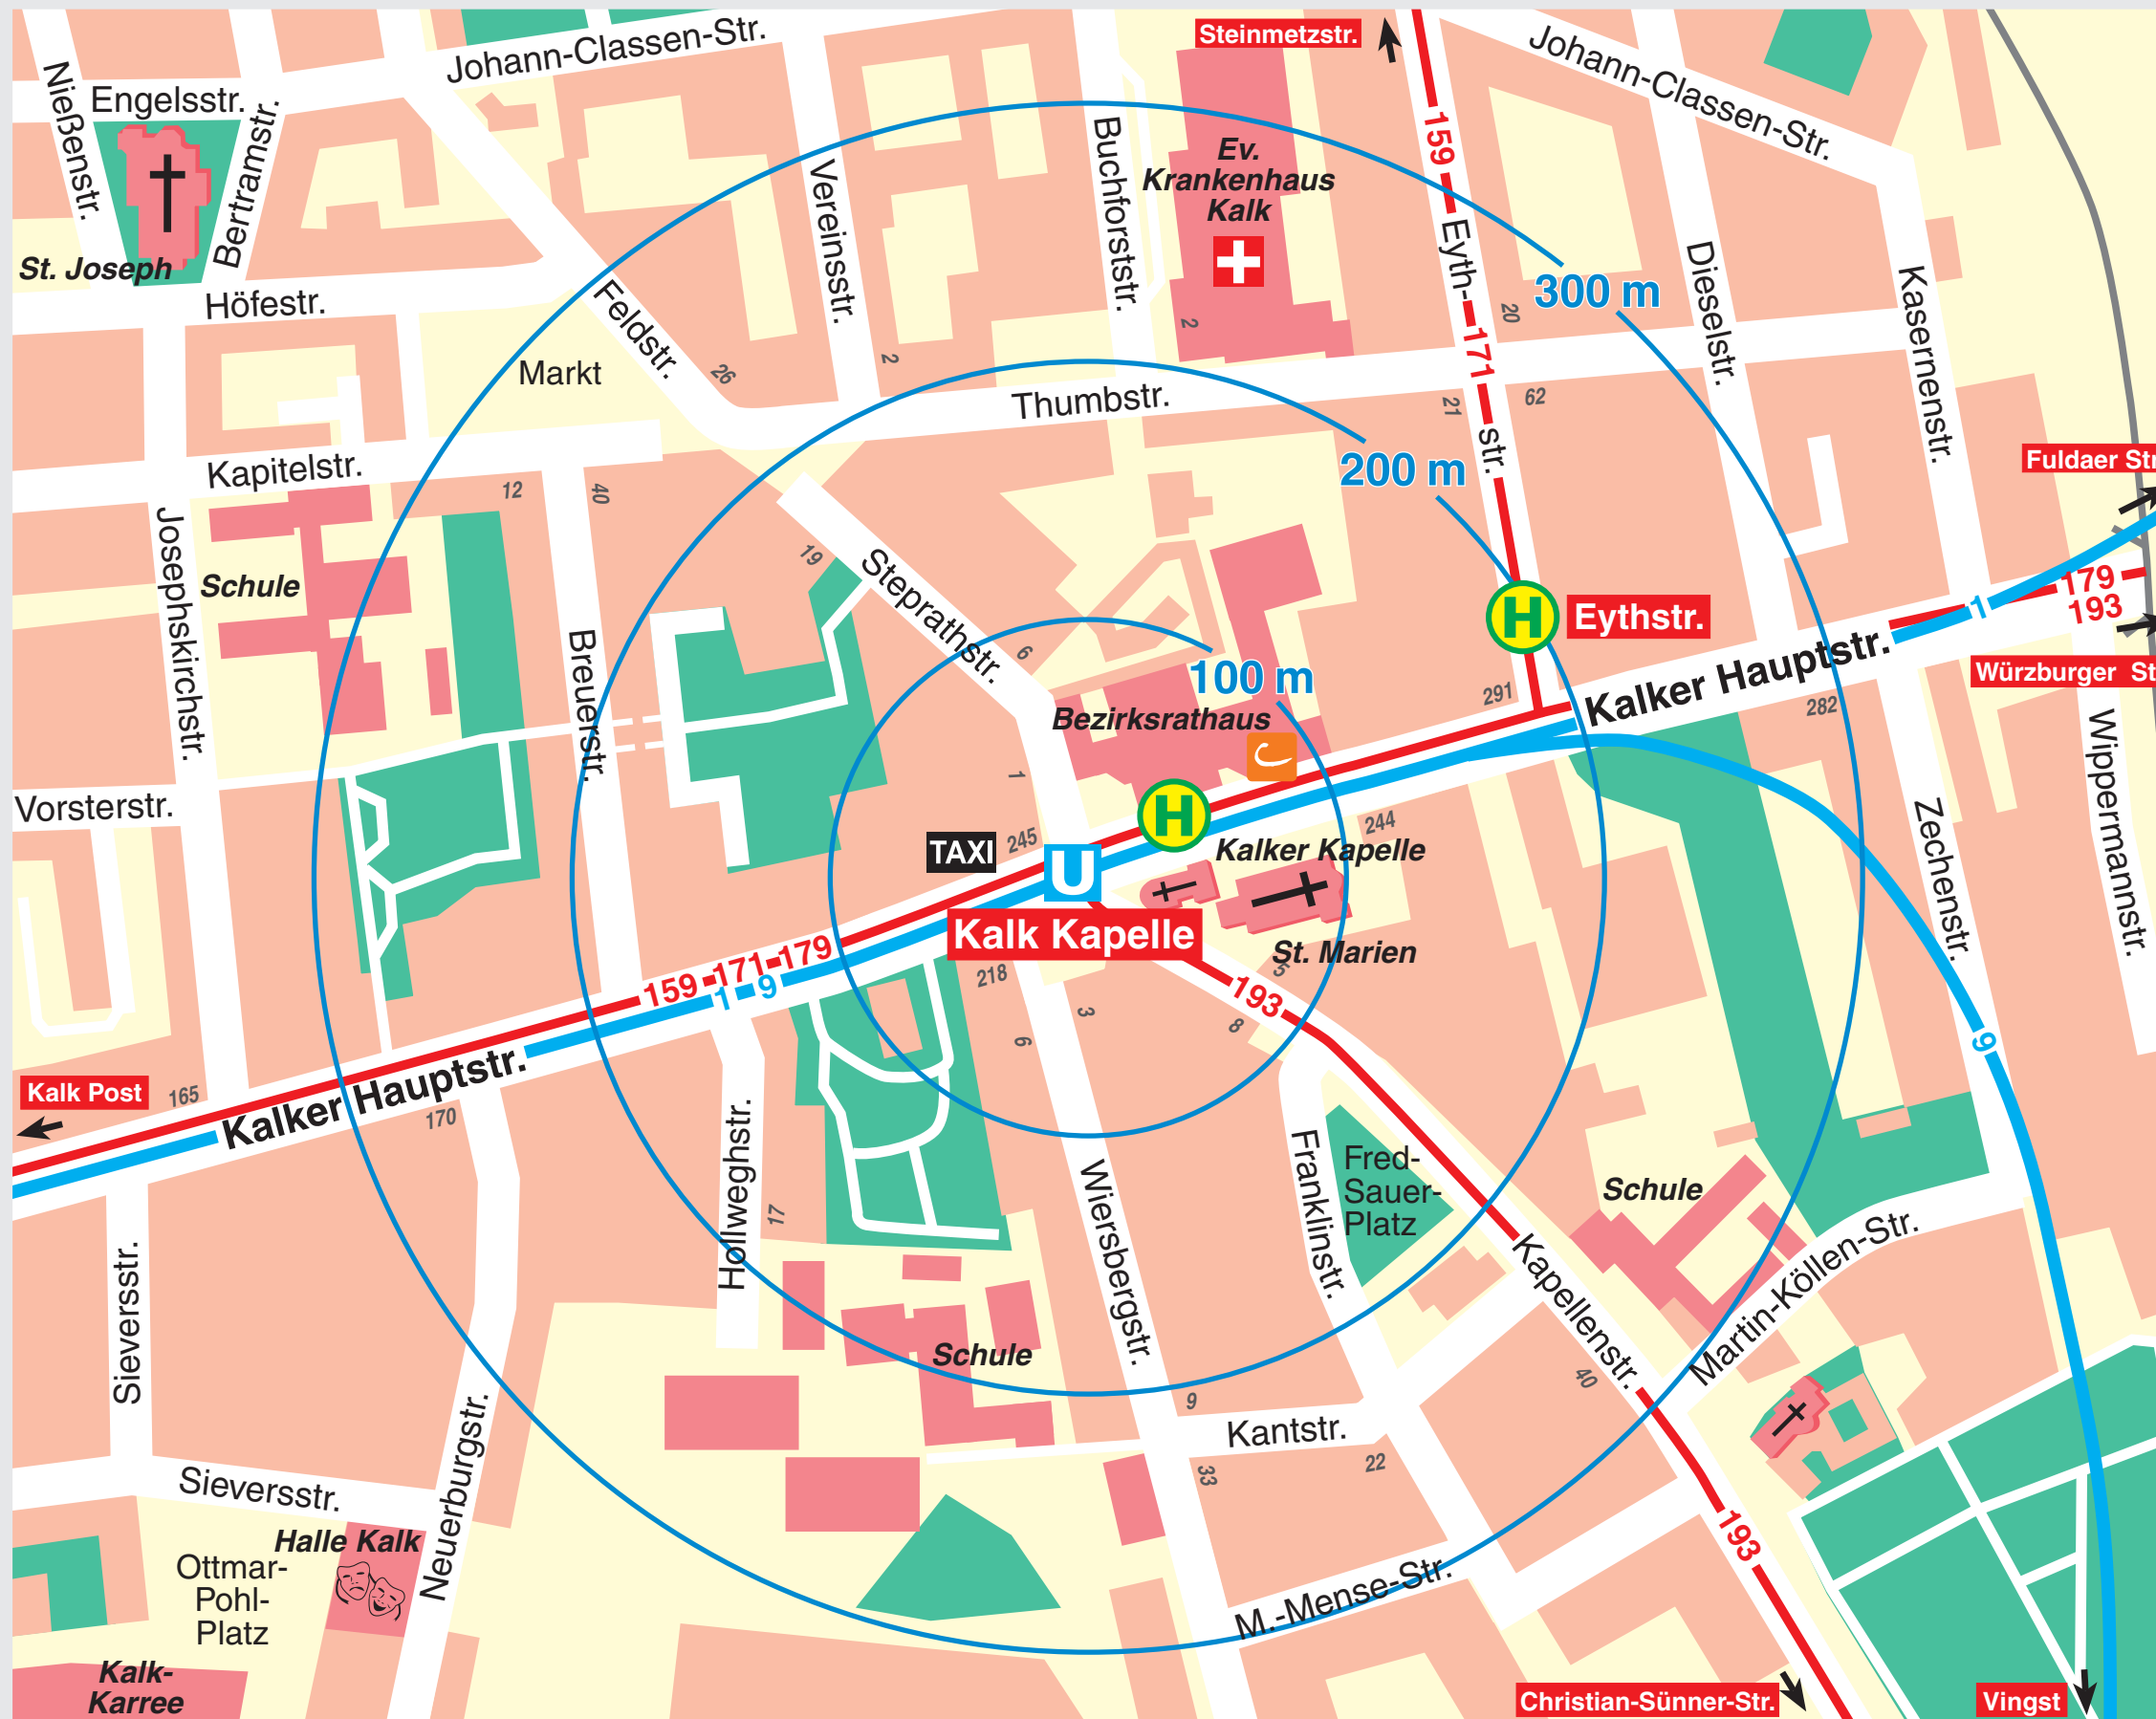 Steinmetzstr.
Johann-Classen-Str.
Johann-Classen-Str.
Nießenstr.
Engelsstr.
Bertramstr.
St. Joseph
Höfestr.
Feldstr.
Vereinsstr.
Buchforststr.
Ev.
Krankenhaus
Kalk
159
Eyth-
171
str.
300 m
Dieselstr.
Kasernenstr.
20
2
2
26
Markt
Thumbstr.
21
62
200 m
Kapitelstr.
12
40
Fuldaer Str
Josephskirchstr.
Schule
19
Steprathstr.
6
H
Eythstr.
179
193
1
Breuerstr.
100 m
Bezirksrathaus
291
Kalker Hauptstr.
282
Würzburger St
Wippermannstr.
Zechenstr.
Vorsterstr.
1
H
TAXI
245
U
Kalker Kapelle
244
Kalk Kapelle
St. Marien
159
171
179
1
9
218
3
6
5
193
8
9
Kalk Post
165
Kalker Hauptstr.
170
Hollweghstr.
17
Wiersbergstr.
Franklinstr.
Fred-
Sauer-
Platz
Schule
Kapellenstr.
Martin-Köllen-Str.
40
Sieversstr.
Schule
9
Kantstr.
33
22
Neuerburgstr.
Sieversstr.
Halle Kalk
Ottmar-
Pohl-
Platz
Kalk-
Karree
M.-Mense-Str.
193
Christian-Sünner-Str.
Vingst